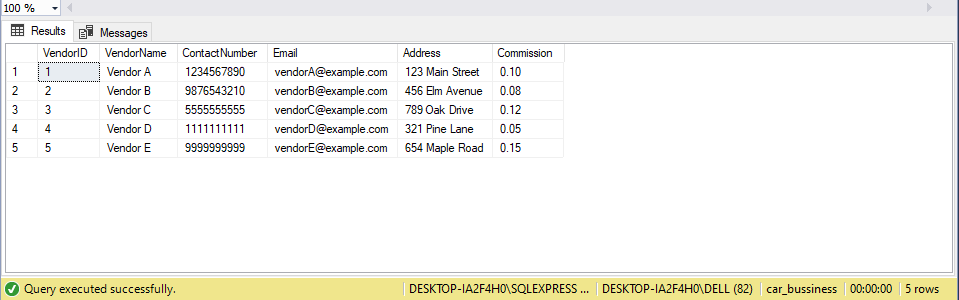 100 %
Results Messages
VendorID VendorName ContactNumber Email Address Commission
1 1 Vendor A 1234567890 vendorA@example.com 123 Main Street 0.10
2 2 Vendor B 9876543210 vendorB@example.com 456 Elm Avenue 0.08
3 3 Vendor C 5555555555 vendorC@example.com 789 Oak Drive 0.12
4 4 Vendor D 1111111111 vendorD@example.com 321 Pine Lane 0.05
5 5 Vendor E 9999999999 vendorE@example.com 654 Maple Road 0.15
Query executed successfully. DESKTOP-IA2F4H0\SQLEXPRESS ... DESKTOP-IA2F4H0\DELL (82) car_bussiness 00:00:00 5 rows